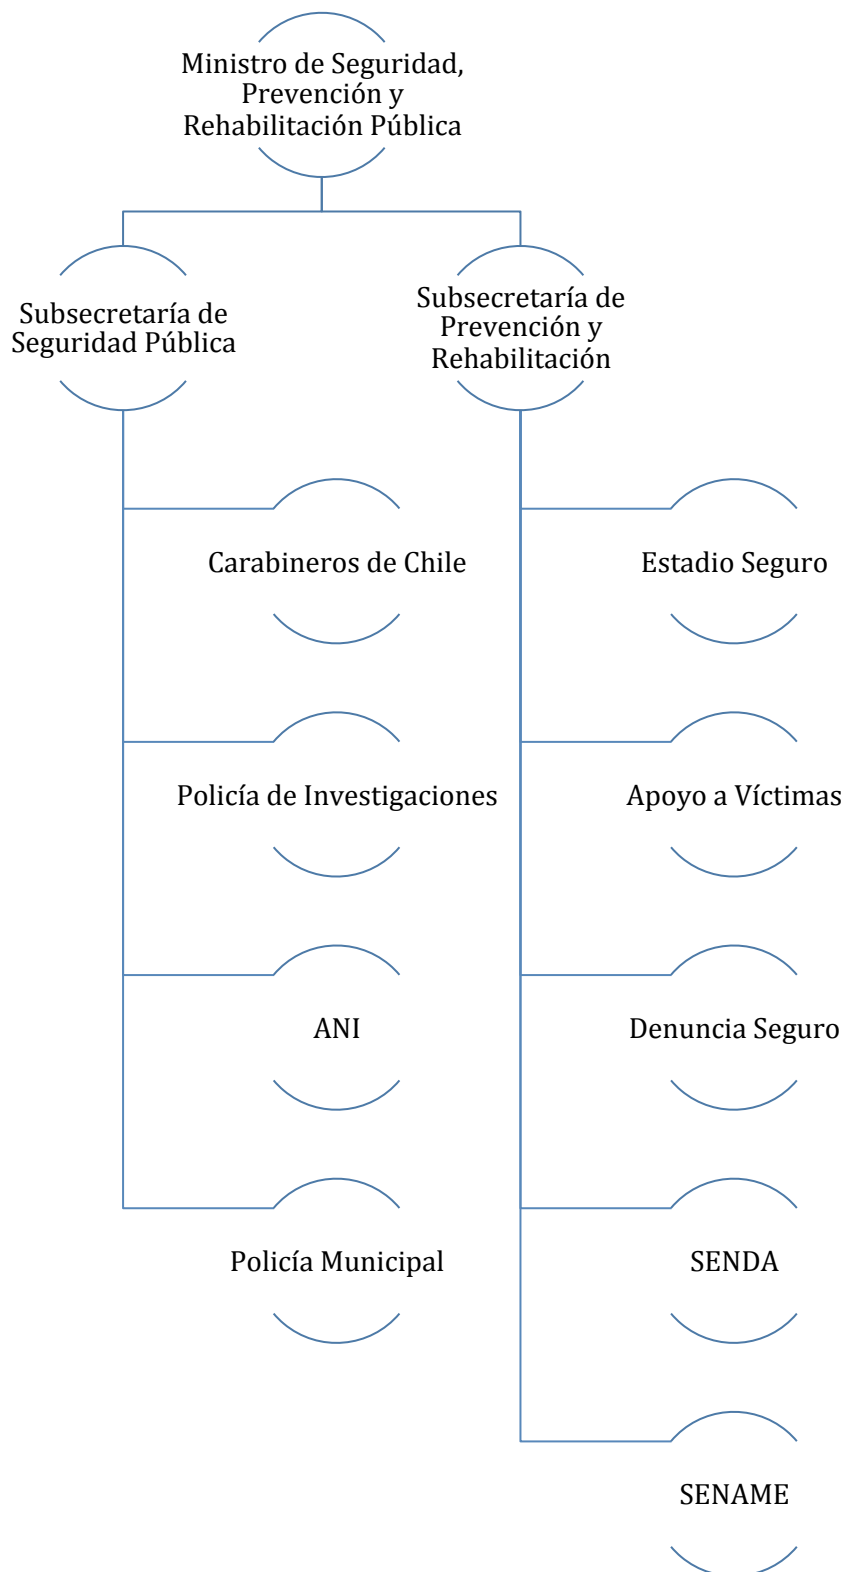 Ministro de Seguridad,
Prevención y
Rehabilitación Pública
Subsecretaría de
Seguridad Pública
Subsecretaría de
Prevención y
Rehabilitación
Carabineros de Chile
Estadio Seguro
Policía de Investigaciones
Apoyo a Víctimas
ANI
Denuncia Seguro
Policía Municipal
SENDA
SENAME